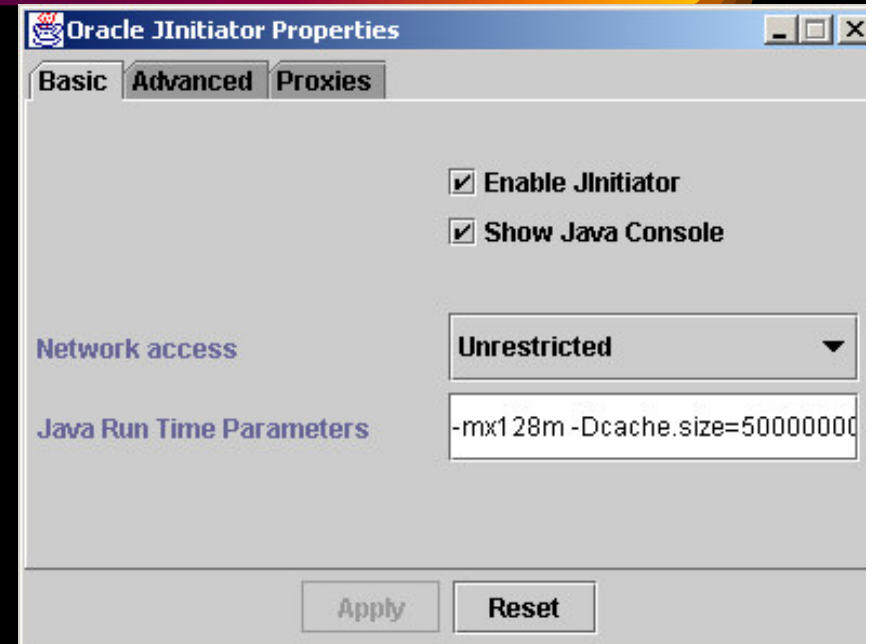 Oracle JInitiator Properties
Basic Advanced Proxies
Enable JInitiator
Show Java Console
Network access Unrestricted
Java Run Time Parameters -mx128m -Dcache.size=50000000
Apply Reset